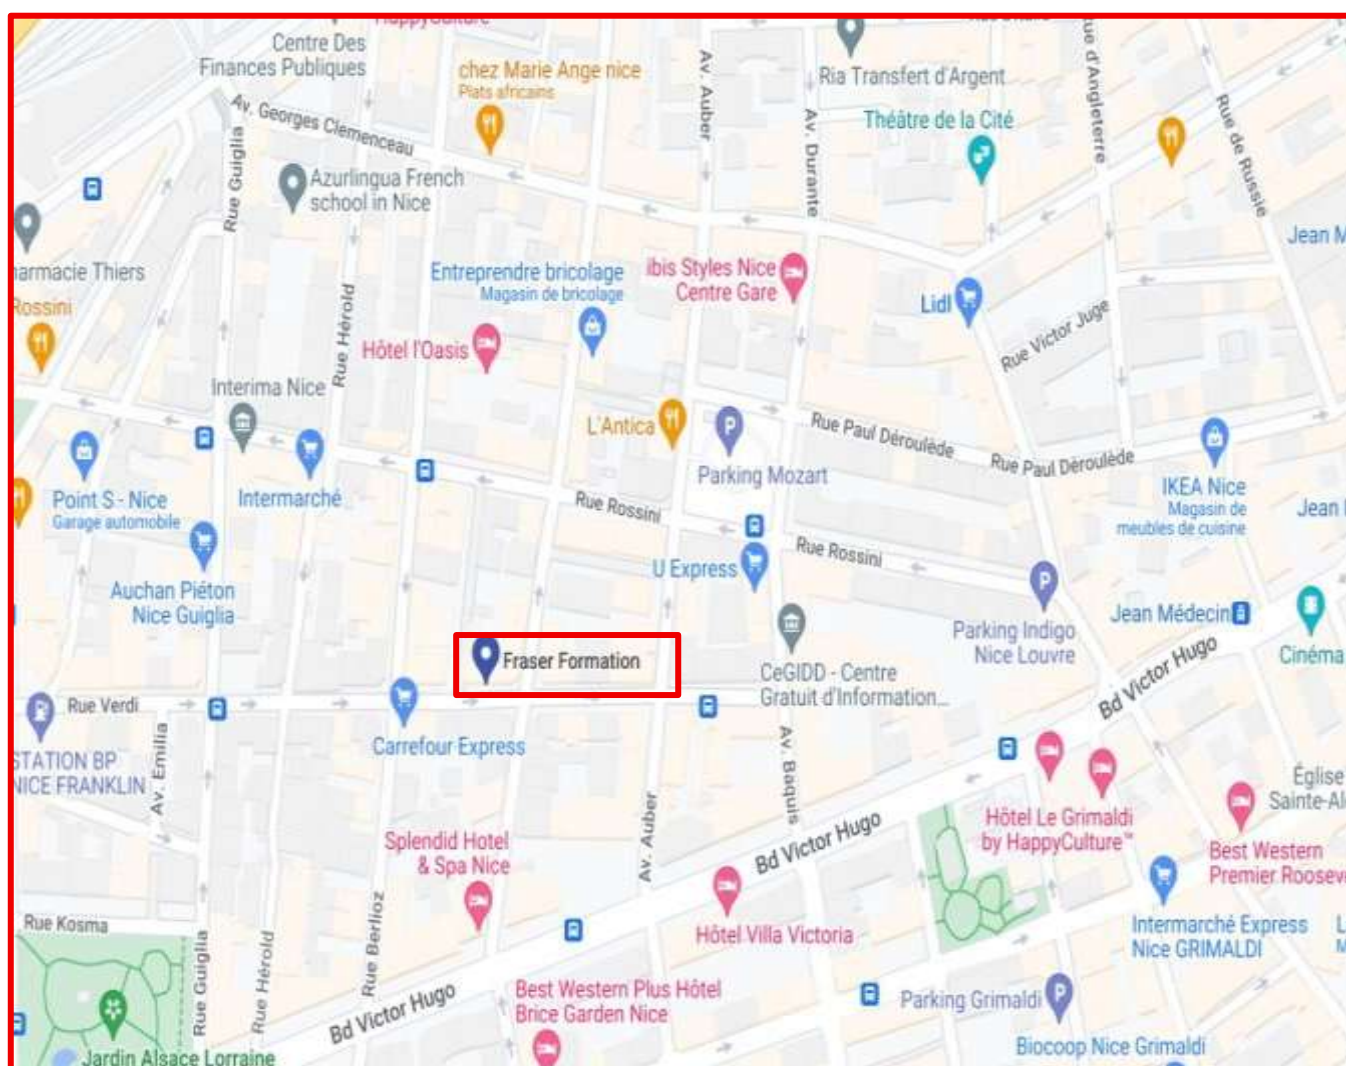 HappyCulture
Centre Des
Finances Publiques
chez Marie Ange nice
Plats africains
Av. Georges Clemenceau
Rue Guiglia
Azurlingua French
school in Nice
Av. Auber
Av. Durante
Ria Transfert d'Argent
Théâtre de la Cité
Rue d'Angleterre
Rue de Russie
Jean M
harmacie Thiers
Rossini
Rue Hérold
Entreprendre bricolage
Magasin de bricolage
ibis Styles Nice
Centre Gare
Lidl
Rue Victor Juge
Hôtel l'Oasis
Interima Nice
L'Antica
P
Parking Mozart
Rue Paul Déroulède
Rue Paul Déroulède
IKEA Nice
Magasin de
meubles de cuisine
Jean
Point S - Nice
Garage automobile
Intermarché
Rue Rossini
Rue Rossini
U Express
Auchan Piéton
Nice Guiglia
P
Parking Indigo
Nice Louvre
Jean Médecin
Cinéma
Fraser Formation
CeGIDD - Centre
Gratuit d'Information...
Rue Verdi
Carrefour Express
Bd Victor Hugo
STATION BP
NICE FRANKLIN
Av. Emilia
Av. Baquis
Av. Auber
Splendid Hotel
& Spa Nice
Bd Victor Hugo
Hôtel Le Grimaldi
by HappyCulture™
Église
Sainte-Al
Best Western
Premier Roosev
Rue Kosma
Rue Guiglia
Rue Hérold
Rue Berlioz
Hôtel Villa Victoria
Intermarché Express
Nice GRIMALDI
Bd Victor Hugo
Best Western Plus Hôtel
Brice Garden Nice
Parking Grimaldi
P
Biocoop Nice Grimaldi
Jardin Alsace Lorraine